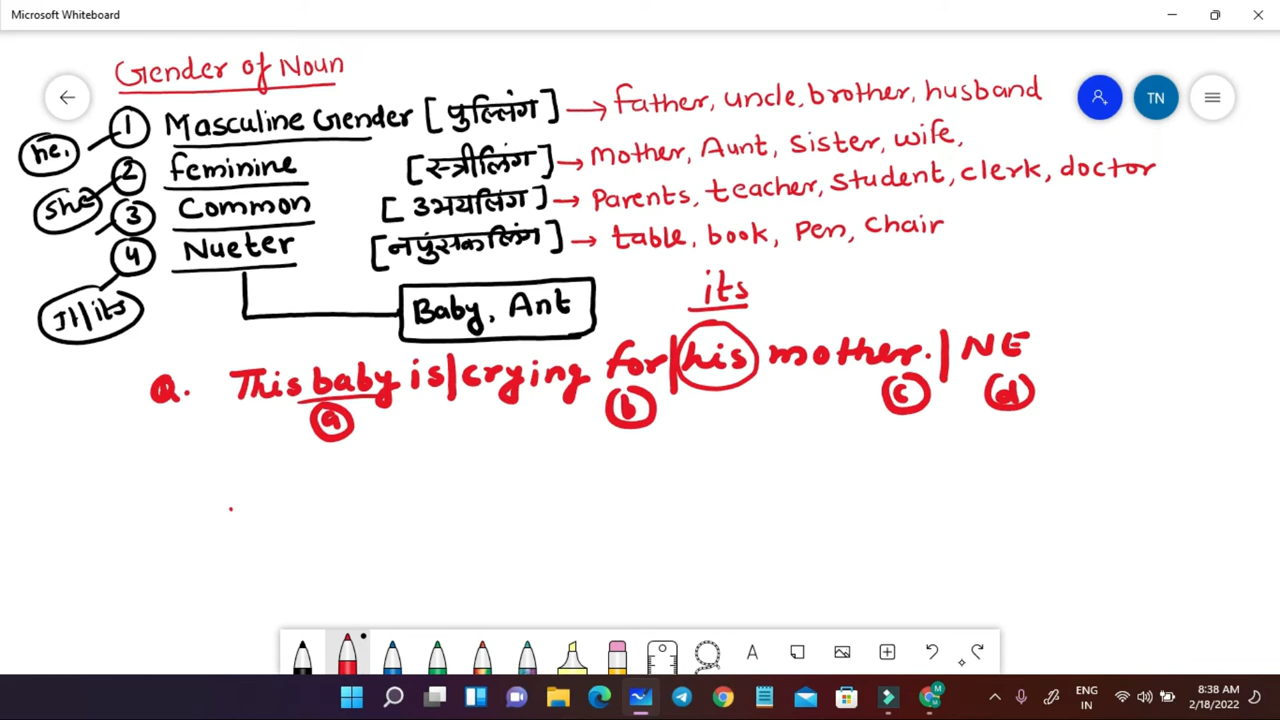 Microsoft Whiteboard
Gender of Noun
he. 1 Masculine Gender [पुल्लिंग] → father, uncle, brother, husband
TN
she 2 feminine [स्त्रीलिंग] → Mother, Aunt, Sister, wife,
3 Common [उभयलिंग] → Parents, teacher, student, clerk, doctor
4 Nueter [नपुंसकलिंग] → table, book, Pen, Chair
It/its
Baby, Ant
its
Q. This baby is/crying for/his mother./NE
a b c d
A
ENG
IN
8:38 AM
2/18/2022